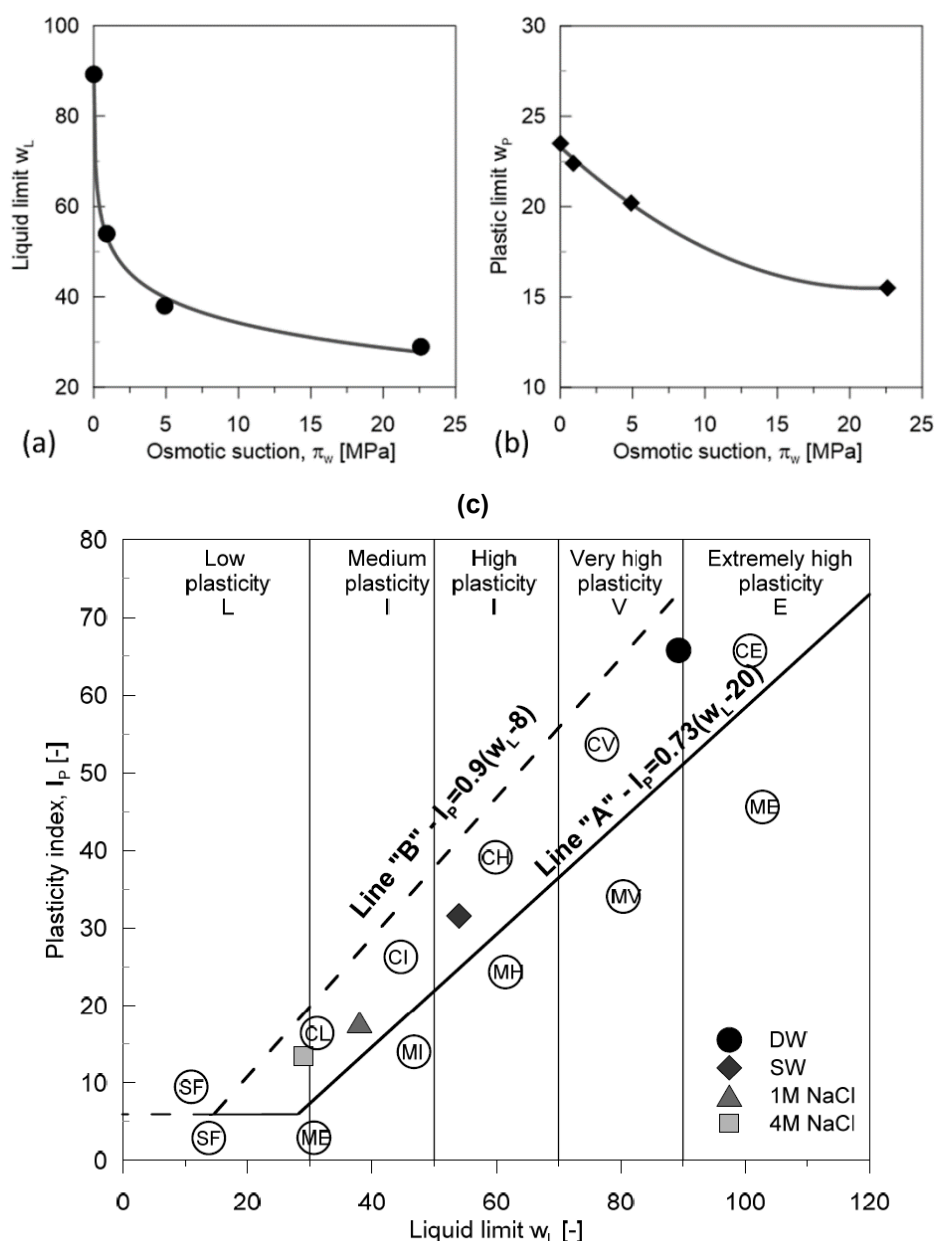 100
80
60
40
20
Liquid limit w_L
0 5 10 15 20 25
Osmotic suction, π_w [MPa]
(a)
30
25
20
15
10
Plastic limit w_P
0 5 10 15 20 25
Osmotic suction, π_w [MPa]
(b)
(c)
80
70
60
50
40
30
20
10
0
Plasticity index, I_P [-]
Low
plasticity
L
Medium
plasticity
I
High
plasticity
I
Very high
plasticity
V
Extremely high
plasticity
E
Line "B" - I_P=0.9(w_L-8)
Line "A" - I_P=0.73(w_L-20)
CE
CV
ME
CH
MV
CI
MH
CL
MI
SF
SF
ME
DW
SW
1M NaCl
4M NaCl
0 20 40 60 80 100 120
Liquid limit w_L [-]